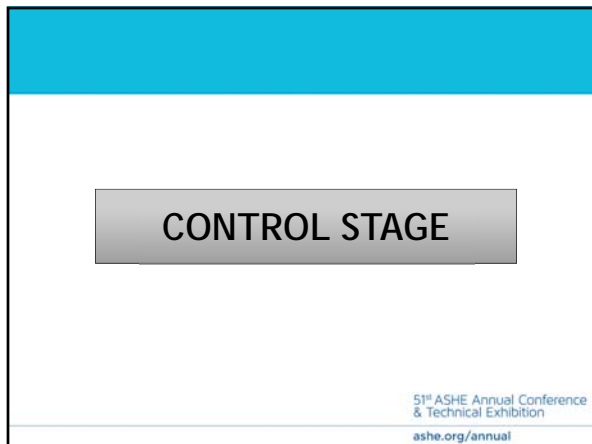 CONTROL STAGE
51st ASHE Annual Conference
& Technical Exhibition
ashe.org/annual